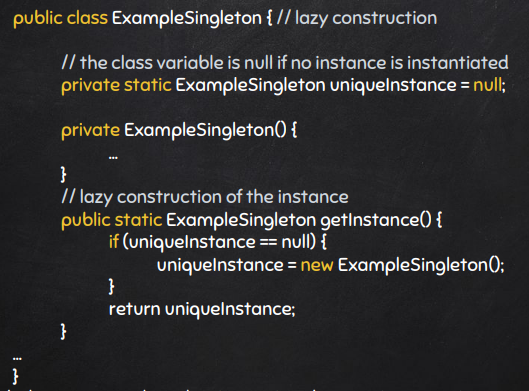 public class ExampleSingleton { // lazy construction
// the class variable is null if no instance is instantiated
private static ExampleSingleton uniqueInstance = null;
private ExampleSingleton() {
...
}
// lazy construction of the instance
public static ExampleSingleton getInstance() {
if (uniqueInstance == null) {
uniqueInstance = new ExampleSingleton();
}
return uniqueInstance;
}
...
}